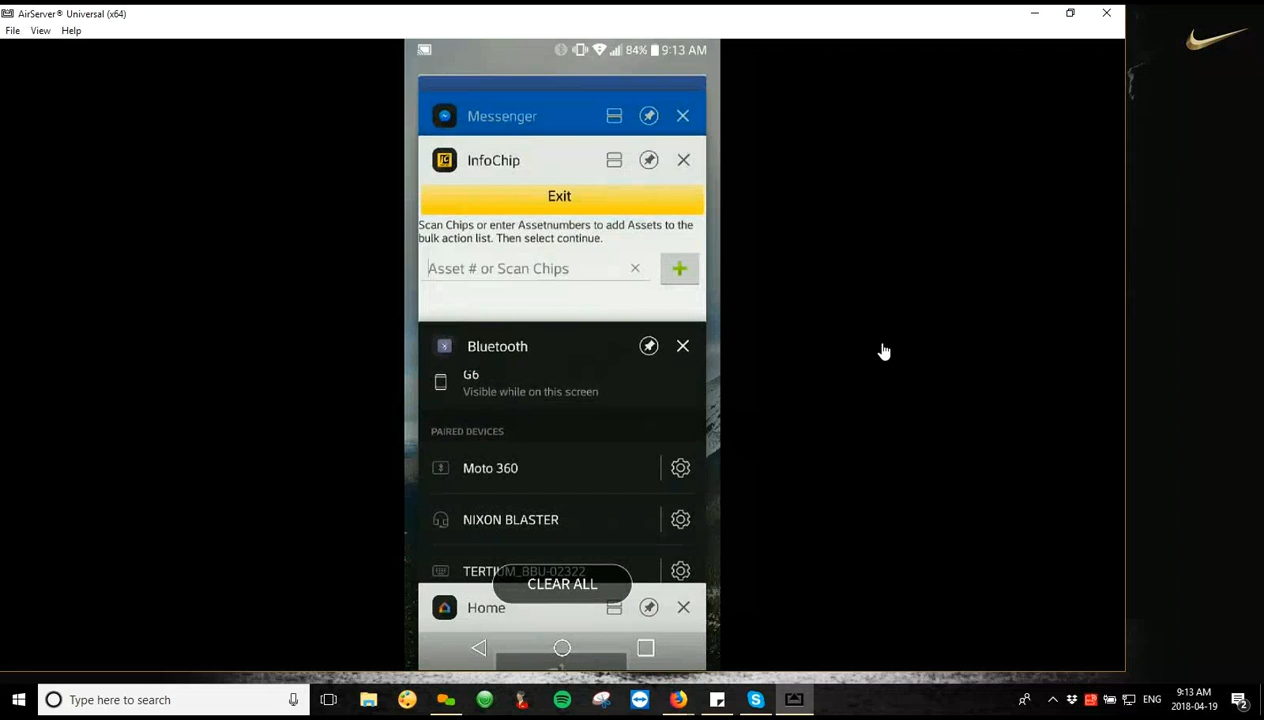 AirServer® Universal (x64)
File View Help
84% 9:13 AM
Messenger
InfoChip
Exit
Scan Chips or enter Assetnumbers to add Assets to the
bulk action list. Then select continue.
Asset # or Scan Chips
Bluetooth
G6
Visible while on this screen
PAIRED DEVICES
Moto 360
NIXON BLASTER
TERTIUM_BBU-02322
CLEAR ALL
Home
Type here to search
ENG
9:13 AM
2018-04-19
2